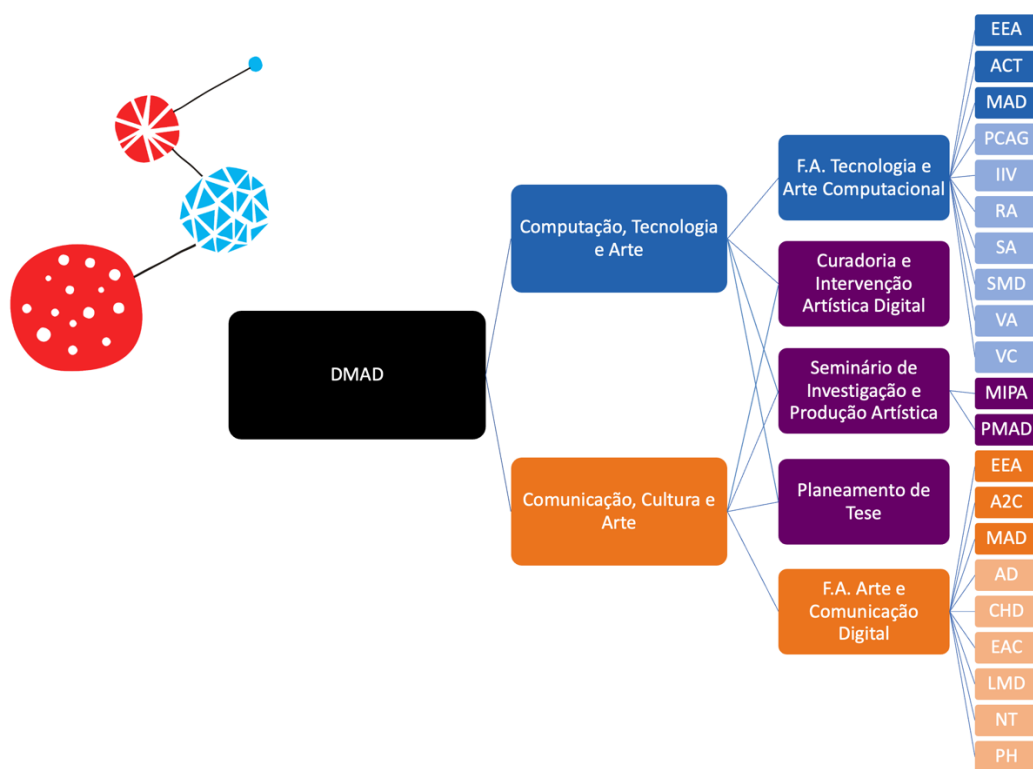 DMAD
Computação, Tecnologia
e Arte
Comunicação, Cultura e
Arte
F.A. Tecnologia e
Arte Computacional
Curadoria e
Intervenção
Artística Digital
Seminário de
Investigação e
Produção Artística
Planeamento de
Tese
F.A. Arte e
Comunicação
Digital
EEA
ACT
MAD
PCAG
IIV
RA
SA
SMD
VA
VC
MIPA
PMAD
EEA
A2C
MAD
AD
CHD
EAC
LMD
NT
PH